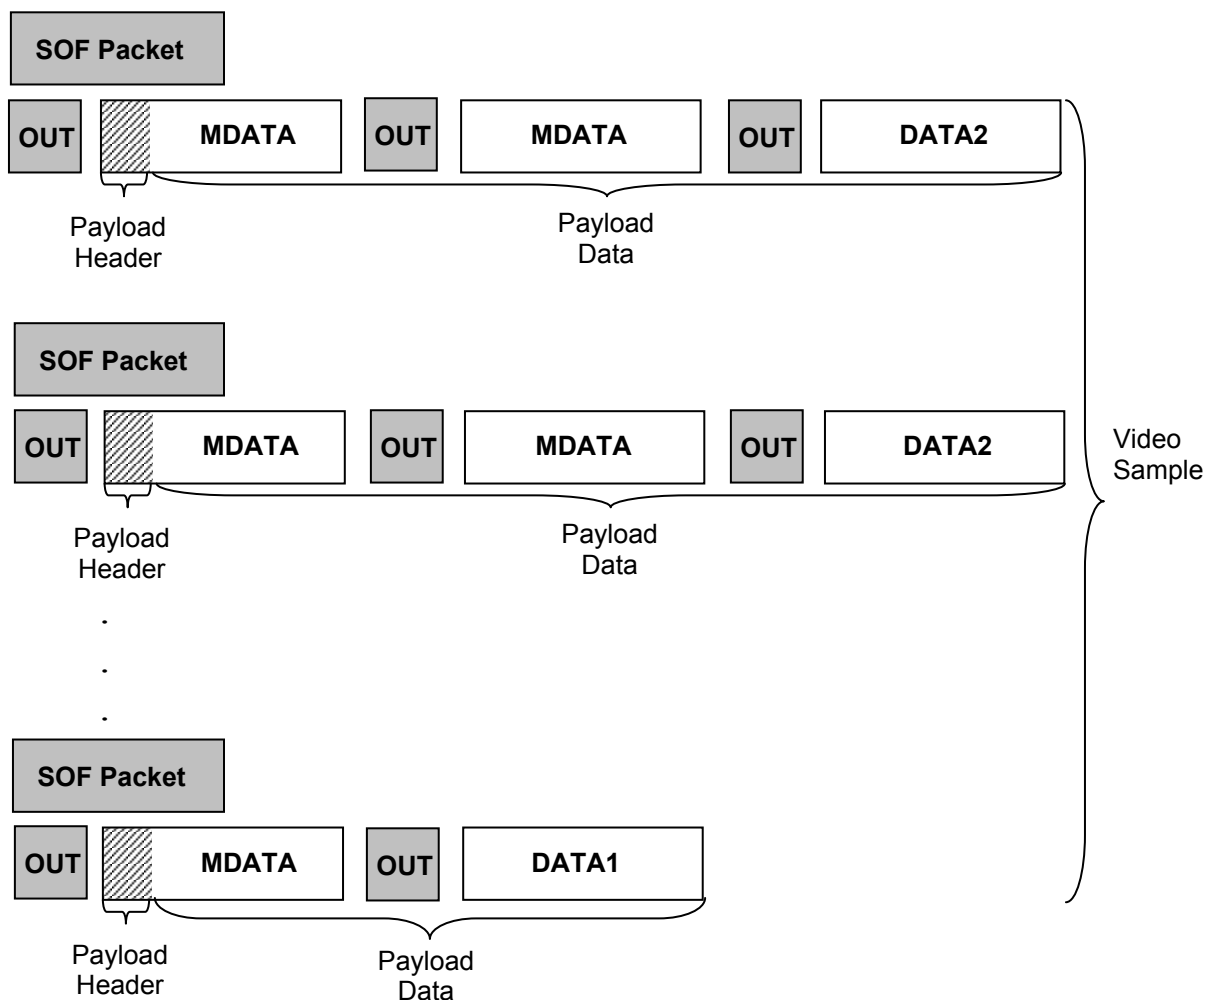 SOF Packet
OUT MDATA OUT MDATA OUT DATA2
Payload
Header
Payload
Data
SOF Packet
OUT MDATA OUT MDATA OUT DATA2
Payload
Header
Payload
Data
Video
Sample
.
.
.
SOF Packet
OUT MDATA OUT DATA1
Payload
Header
Payload
Data